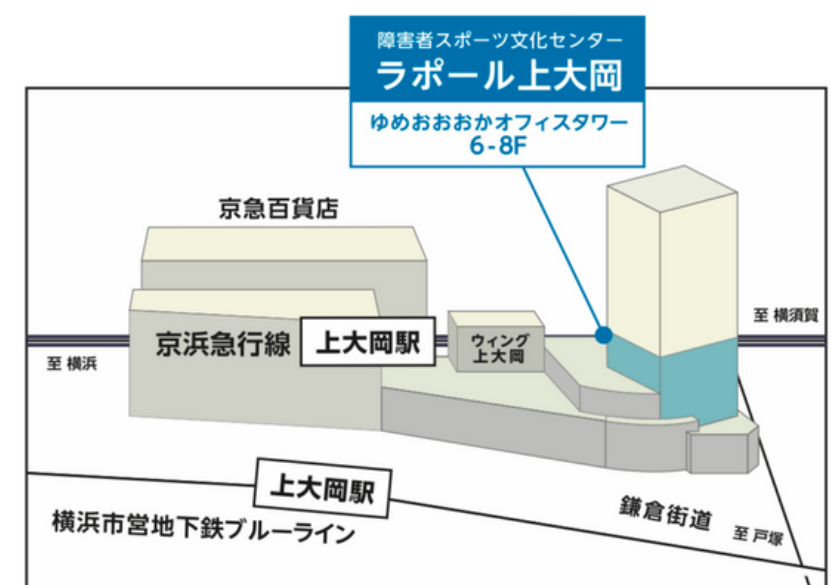 障害者スポーツ文化センター
ラポール上大岡
ゆめおおおかオフィスタワー
6-8F
京急百貨店
至 横須賀
京浜急行線
上大岡駅
ウィング
上大岡
至 横浜
上大岡駅
横浜市営地下鉄ブルーライン
鎌倉街道
至 戸塚